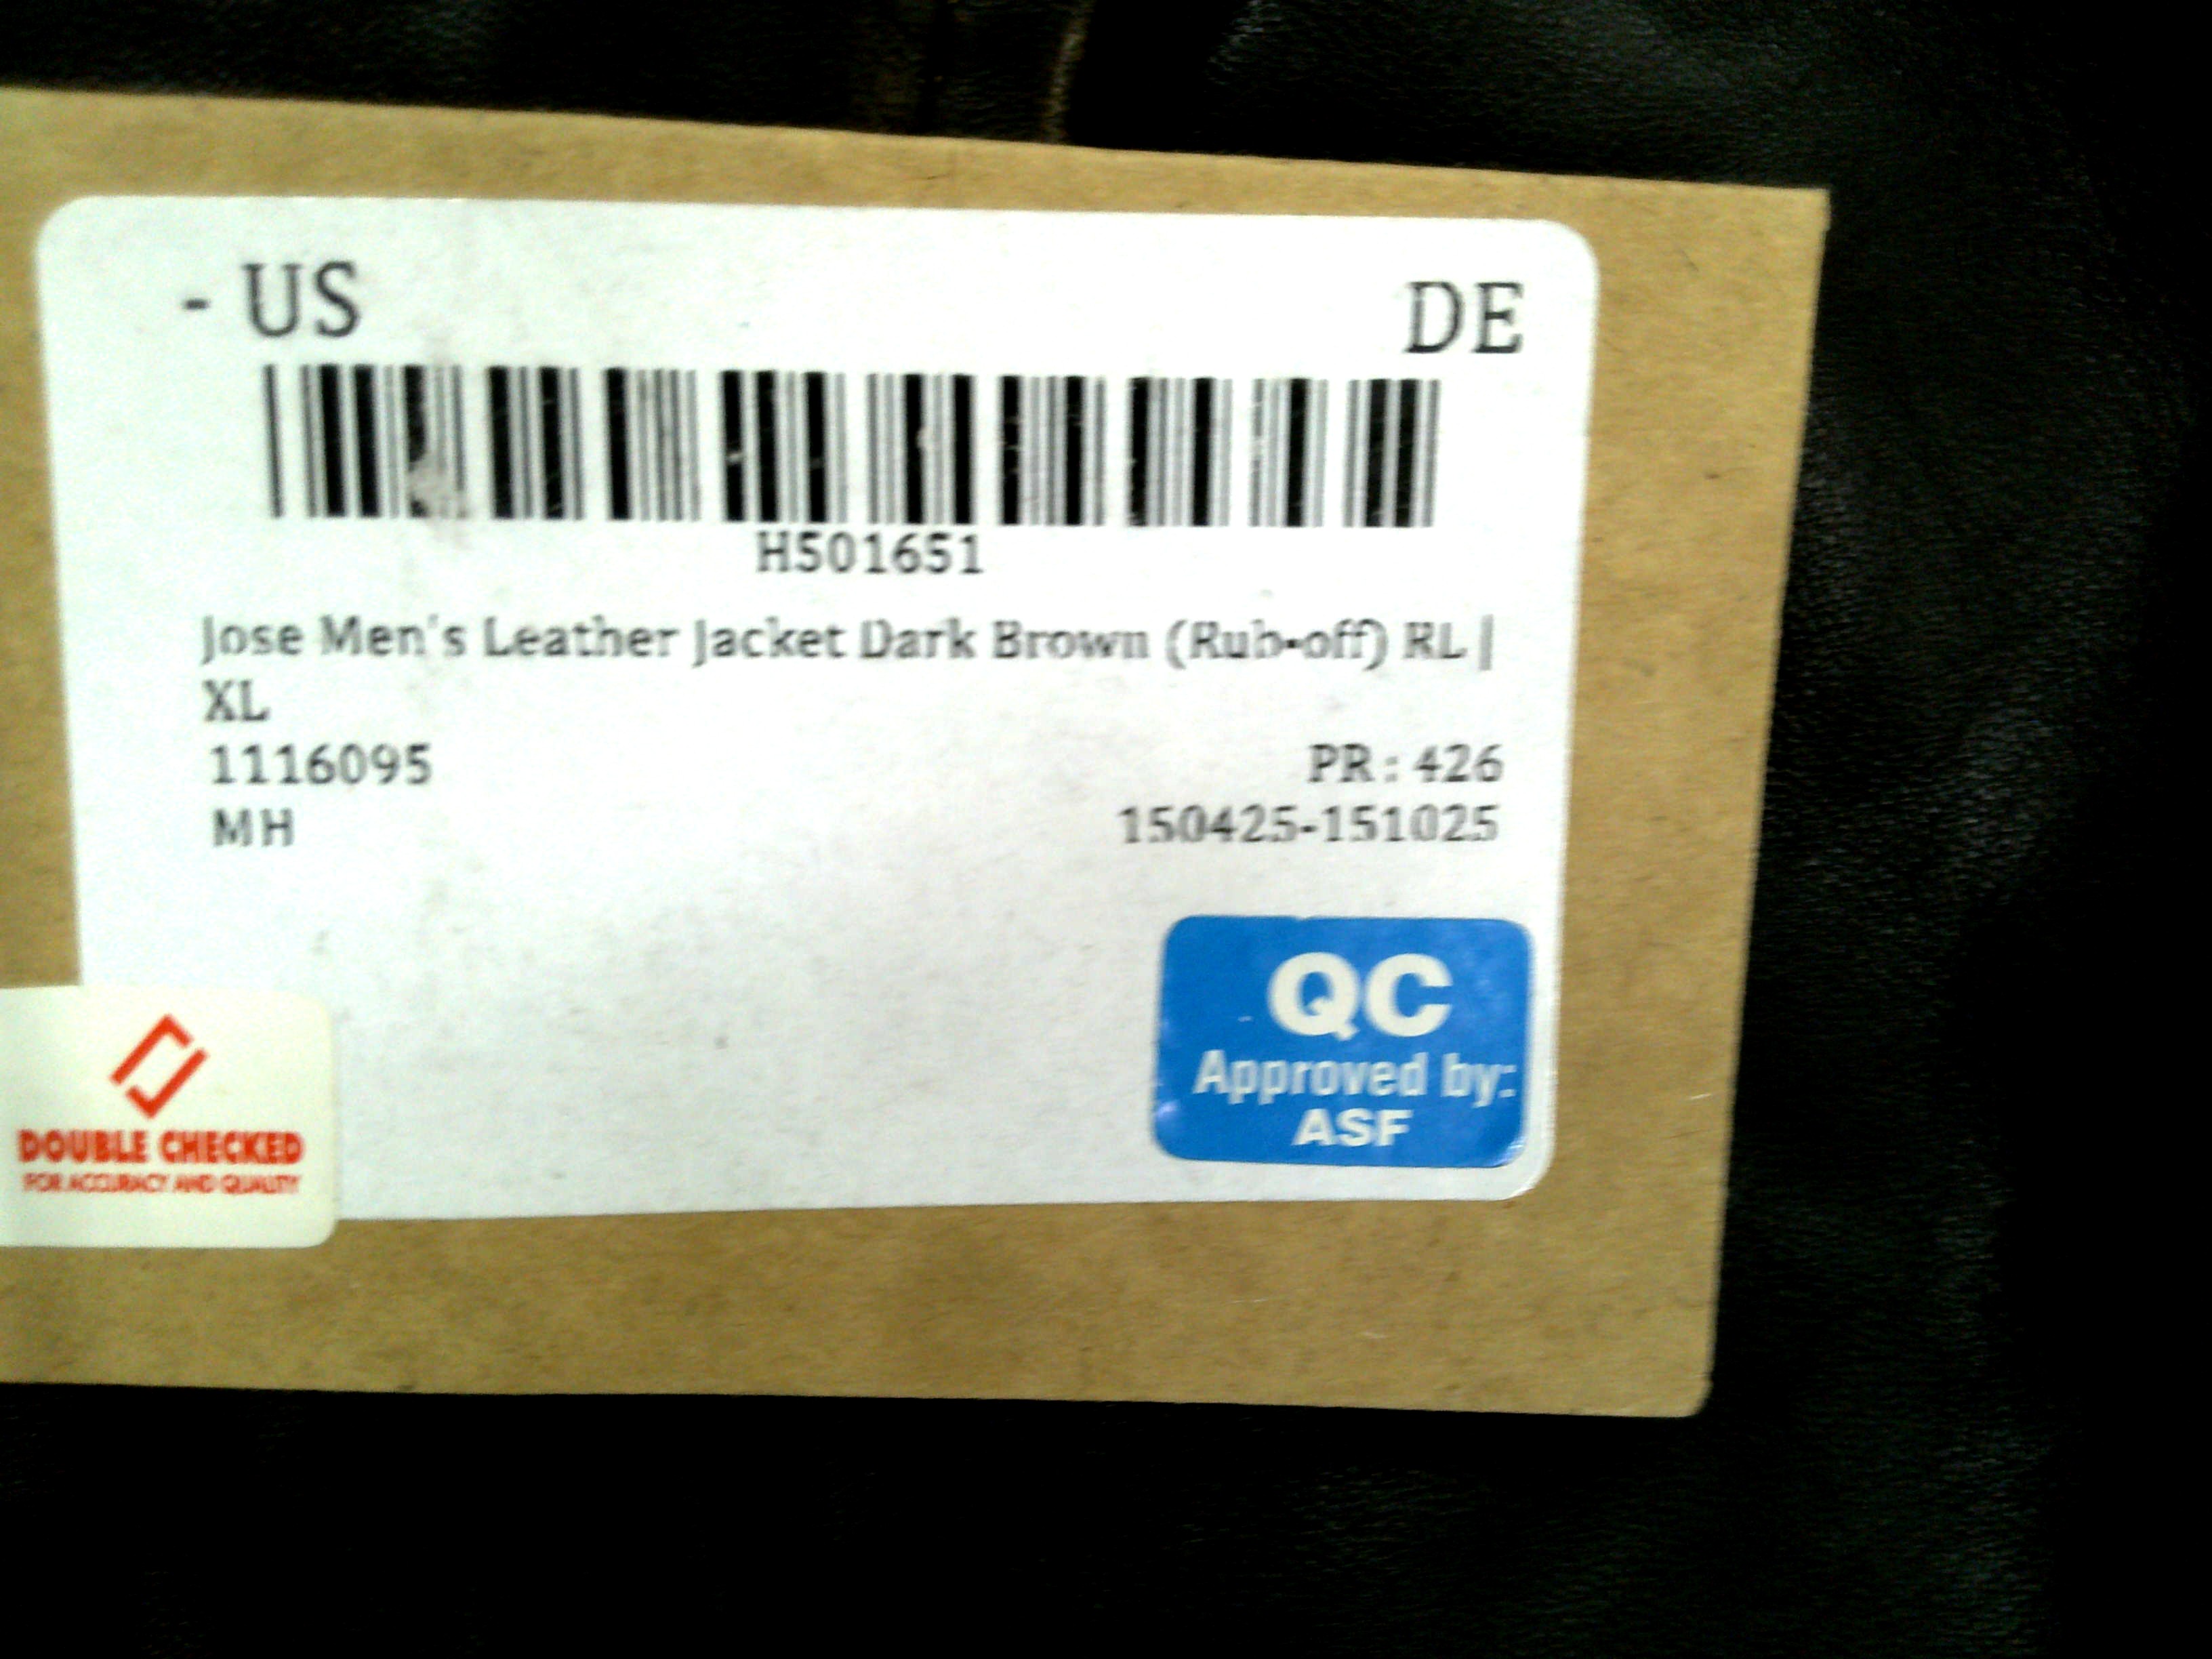 - US DE
H501651
Jose Men's Leather Jacket Dark Brown (Rub-off) RL |
XL
1116095 PR : 426
MH 150425-151025
QC
Approved by:
ASF
DOUBLE CHECKED
FOR ACCURACY AND QUALITY